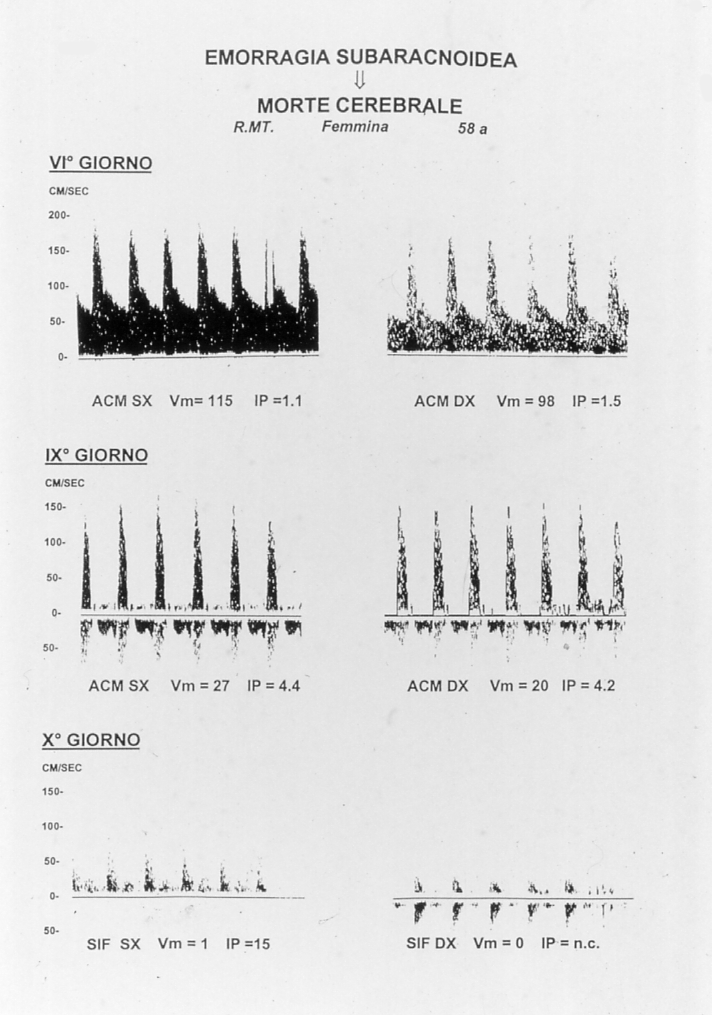 EMORRAGIA SUBARACNOIDEA
⇓
MORTE CEREBRALE
R.MT. Femmina 58 a
VI° GIORNO
CM/SEC
200-
150-
100-
50-
0-
ACM SX Vm= 115 IP =1.1
ACM DX Vm = 98 IP =1.5
IX° GIORNO
CM/SEC
150-
100-
50-
0-
50-
ACM SX Vm = 27 IP = 4.4
ACM DX Vm = 20 IP = 4.2
X° GIORNO
CM/SEC
150-
100-
50-
0-
50-
SIF SX Vm = 1 IP =15
SIF DX Vm = 0 IP = n.c.